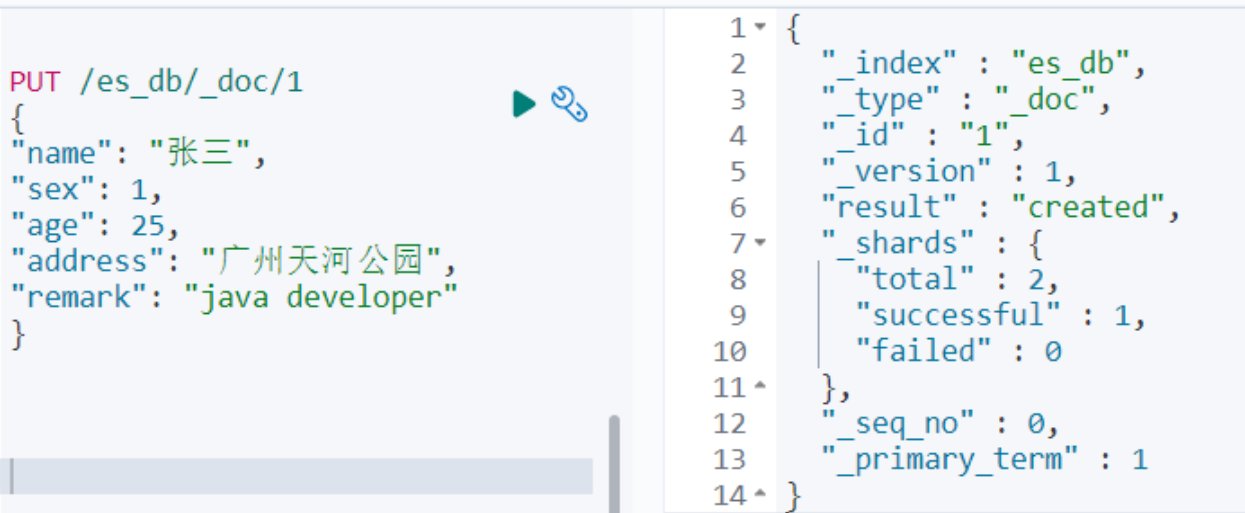 PUT /es_db/_doc/1
{
"name": "张三",
"sex": 1,
"age": 25,
"address": "广州天河公园",
"remark": "java developer"
}
1 {
2 "_index" : "es_db",
3 "_type" : "_doc",
4 "_id" : "1",
5 "_version" : 1,
6 "result" : "created",
7 "_shards" : {
8 "total" : 2,
9 "successful" : 1,
10 "failed" : 0
11 },
12 "_seq_no" : 0,
13 "_primary_term" : 1
14 }